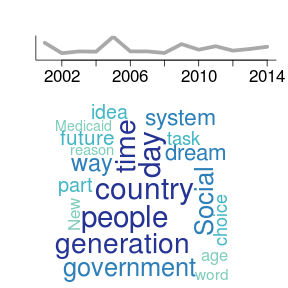 2002 2006 2010 2014
idea
system
Medicaid
time
day
future
task
reason
dream
way
part
country
Social
New
people
choice
generation
age
government
word